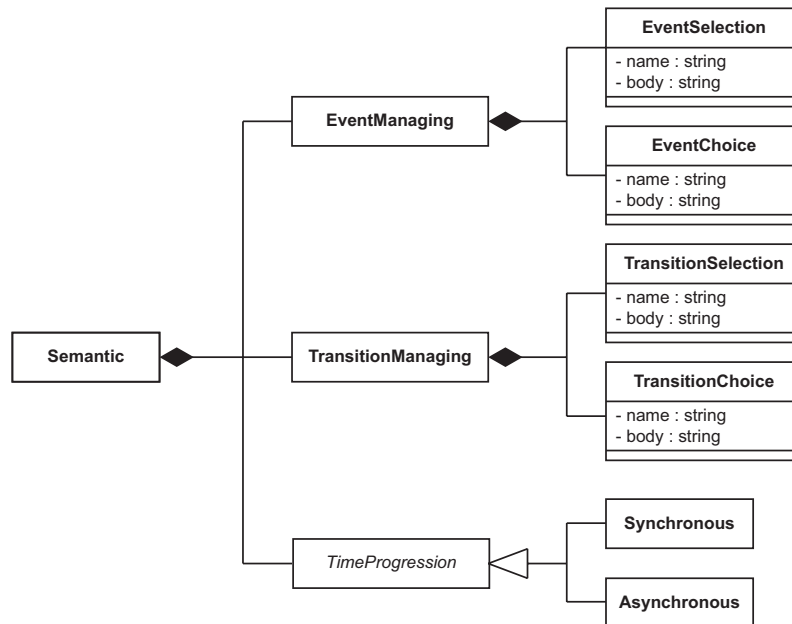 EventSelection
- name : string
- body : string
EventManaging
EventChoice
- name : string
- body : string
TransitionSelection
- name : string
- body : string
Semantic
TransitionManaging
TransitionChoice
- name : string
- body : string
Synchronous
TimeProgression
Asynchronous